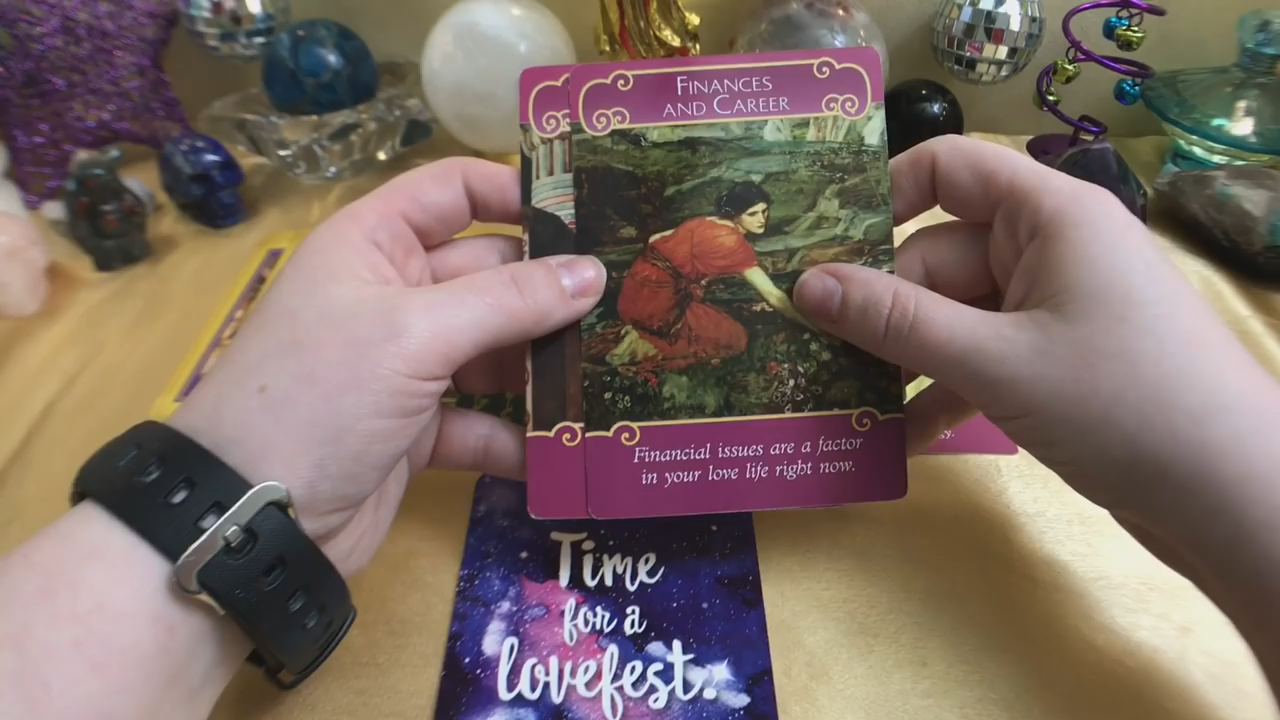 FINANCES
AND CAREER
Financial issues are a factor
in your love life right now.
Time
for a
lovefest.